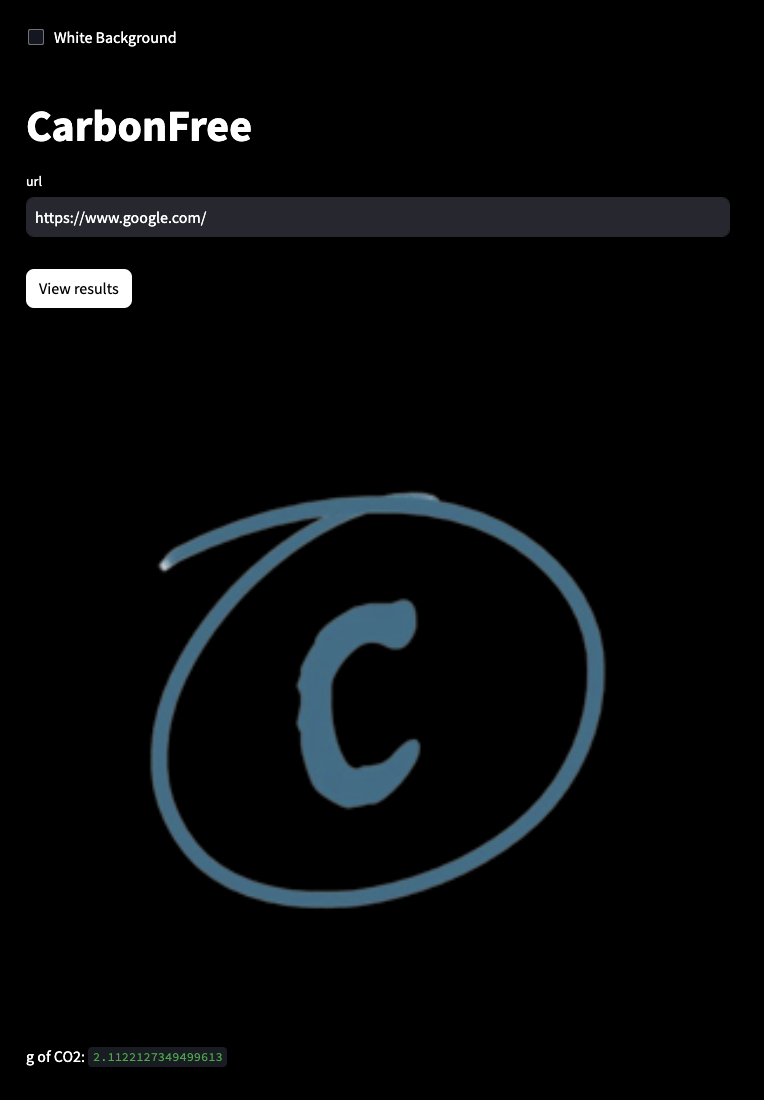 White Background
CarbonFree
url
https://www.google.com/
View results
C
g of CO2: 2.1122127349499613